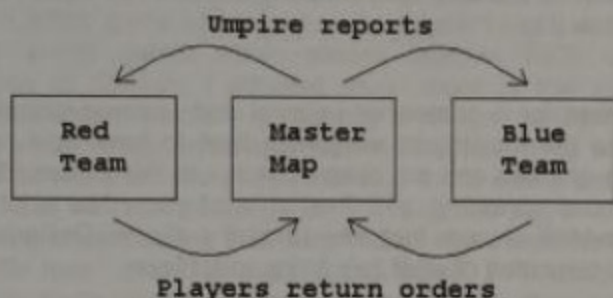 Umpire reports
Red Team
Master Map
Blue Team
Players return orders